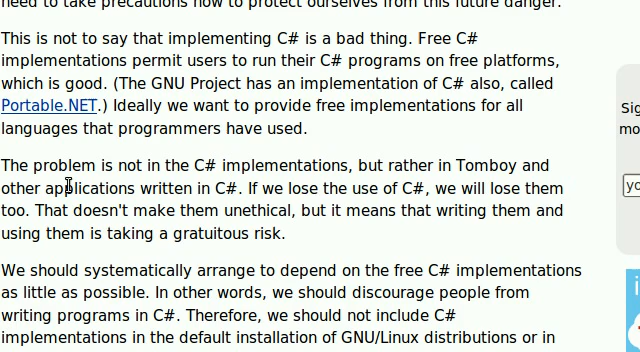 need to take precautions now to protect ourselves from this future danger.
This is not to say that implementing C# is a bad thing. Free C#
implementations permit users to run their C# programs on free platforms,
which is good. (The GNU Project has an implementation of C# also, called
Portable.NET.) Ideally we want to provide free implementations for all
languages that programmers have used.
The problem is not in the C# implementations, but rather in Tomboy and
other applications written in C#. If we lose the use of C#, we will lose them
too. That doesn't make them unethical, but it means that writing them and
using them is taking a gratuitous risk.
We should systematically arrange to depend on the free C# implementations
as little as possible. In other words, we should discourage people from
writing programs in C#. Therefore, we should not include C#
implementations in the default installation of GNU/Linux distributions or in
Sig
mo
yo